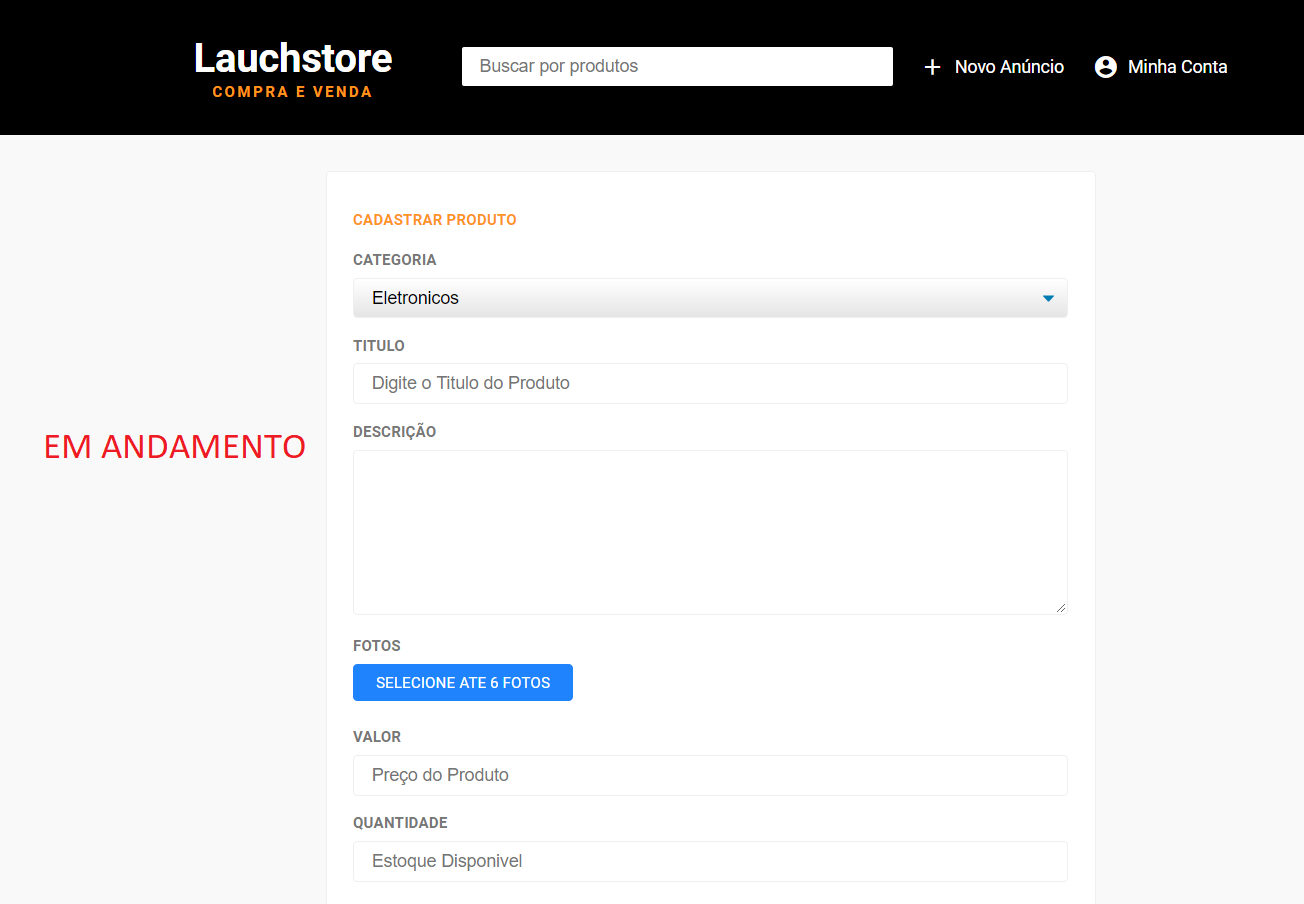 Lauchstore
COMPRA E VENDA
Buscar por produtos
Novo Anúncio
Minha Conta
CADASTRAR PRODUTO
CATEGORIA
Eletronicos
TITULO
Digite o Titulo do Produto
DESCRIÇÃO
EM ANDAMENTO
FOTOS
SELECIONE ATE 6 FOTOS
VALOR
Preço do Produto
QUANTIDADE
Estoque Disponivel